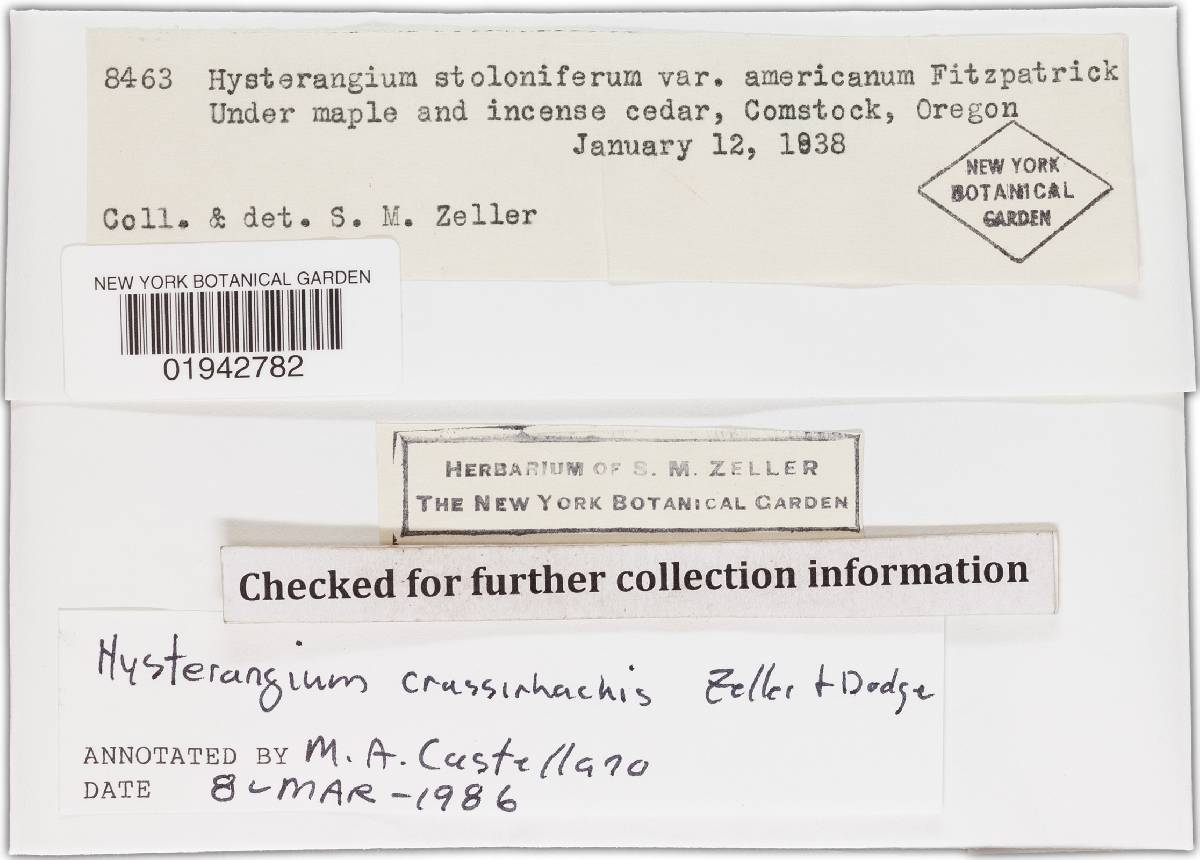 8463 Hysterangium stoloniferum var. americanum Fitzpatrick
Under maple and incense cedar, Comstock, Oregon
January 12, 1938
Coll. & det. S. M. Zeller
NEW YORK
BOTANICAL
GARDEN
NEW YORK BOTANICAL GARDEN
01942782
HERBARIUM OF S. M. ZELLER
THE NEW YORK BOTANICAL GARDEN
Checked for further collection information
Hysterangium crassirhachis Zeller + Dodge
ANNOTATED BY M. A. Castellano
DATE 8-MAR-1986